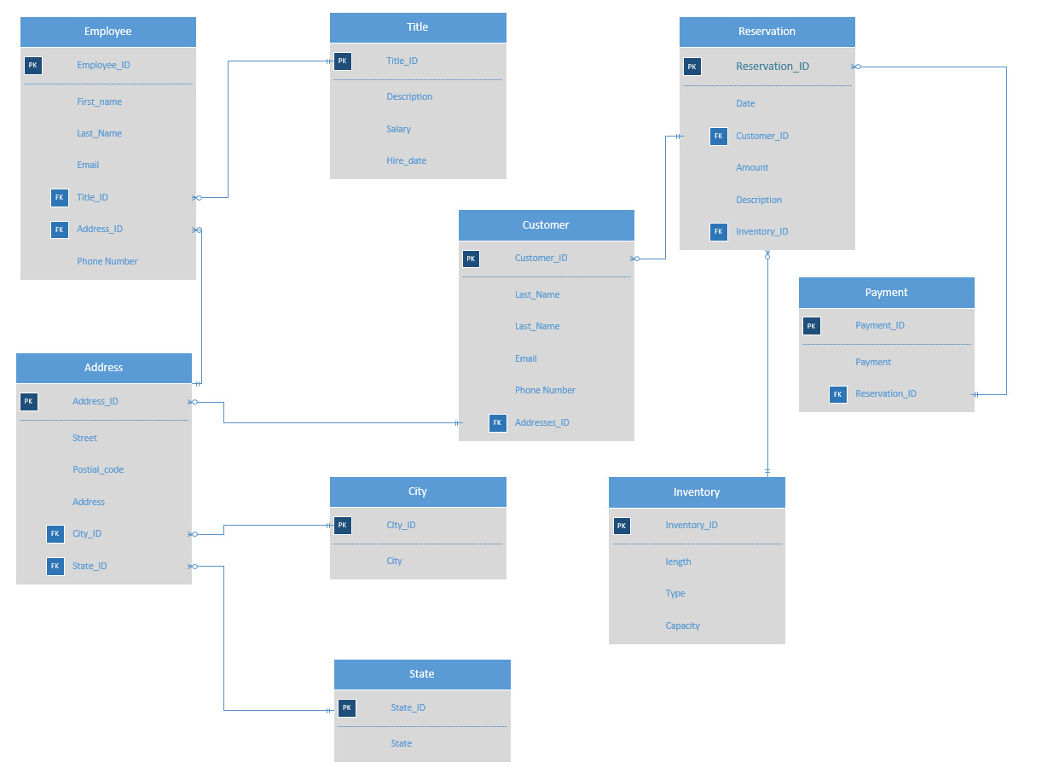 Employee
PK Employee_ID
First_name
Last_Name
Email
FK Title_ID
FK Address_ID
Phone Number
Title
PK Title_ID
Description
Salary
Hire_date
Reservation
PK Reservation_ID
Date
FK Customer_ID
Amount
Description
FK Inventory_ID
Customer
PK Customer_ID
Last_Name
Last_Name
Email
Phone Number
FK Addresses_ID
Payment
PK Payment_ID
Payment
FK Reservation_ID
Address
PK Address_ID
Street
Postial_code
Address
FK City_ID
FK State_ID
City
PK CIty_ID
City
Inventory
PK Inventory_ID
length
Type
Capacity
State
PK State_ID
State